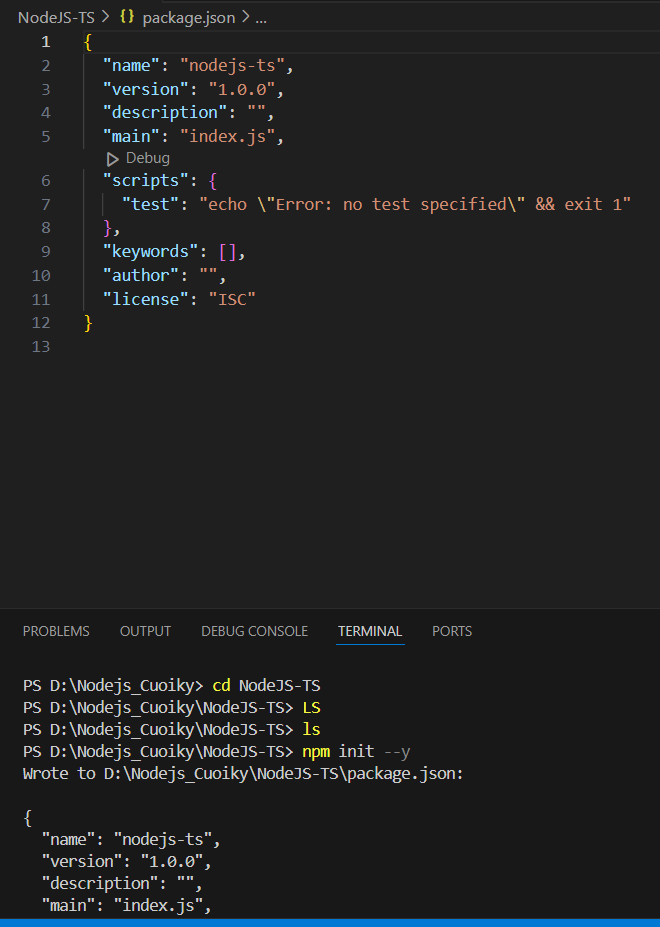 NodeJS-TS > {} package.json > ...
1 {
2 "name": "nodejs-ts",
3 "version": "1.0.0",
4 "description": "",
5 "main": "index.js",
Debug
6 "scripts": {
7 "test": "echo \"Error: no test specified\" && exit 1"
8 },
9 "keywords": [],
10 "author": "",
11 "license": "ISC"
12 }
13
PROBLEMS OUTPUT DEBUG CONSOLE TERMINAL PORTS
PS D:\Nodejs_Cuoiky> cd NodeJS-TS
PS D:\Nodejs_Cuoiky\NodeJS-TS> LS
PS D:\Nodejs_Cuoiky\NodeJS-TS> ls
PS D:\Nodejs_Cuoiky\NodeJS-TS> npm init --y
Wrote to D:\Nodejs_Cuoiky\NodeJS-TS\package.json:
{
"name": "nodejs-ts",
"version": "1.0.0",
"description": "",
"main": "index.js",